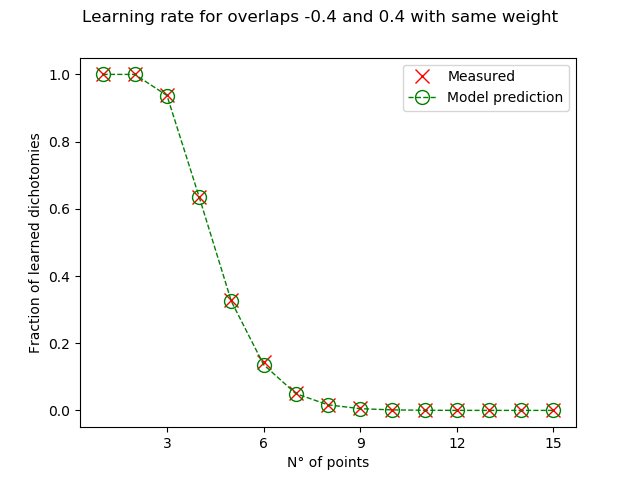 Learning rate for overlaps -0.4 and 0.4 with same weight
Measured
Model prediction
1.0
0.8
0.6
0.4
0.2
0.0
Fraction of learned dichotomies
3 6 9 12 15
N° of points